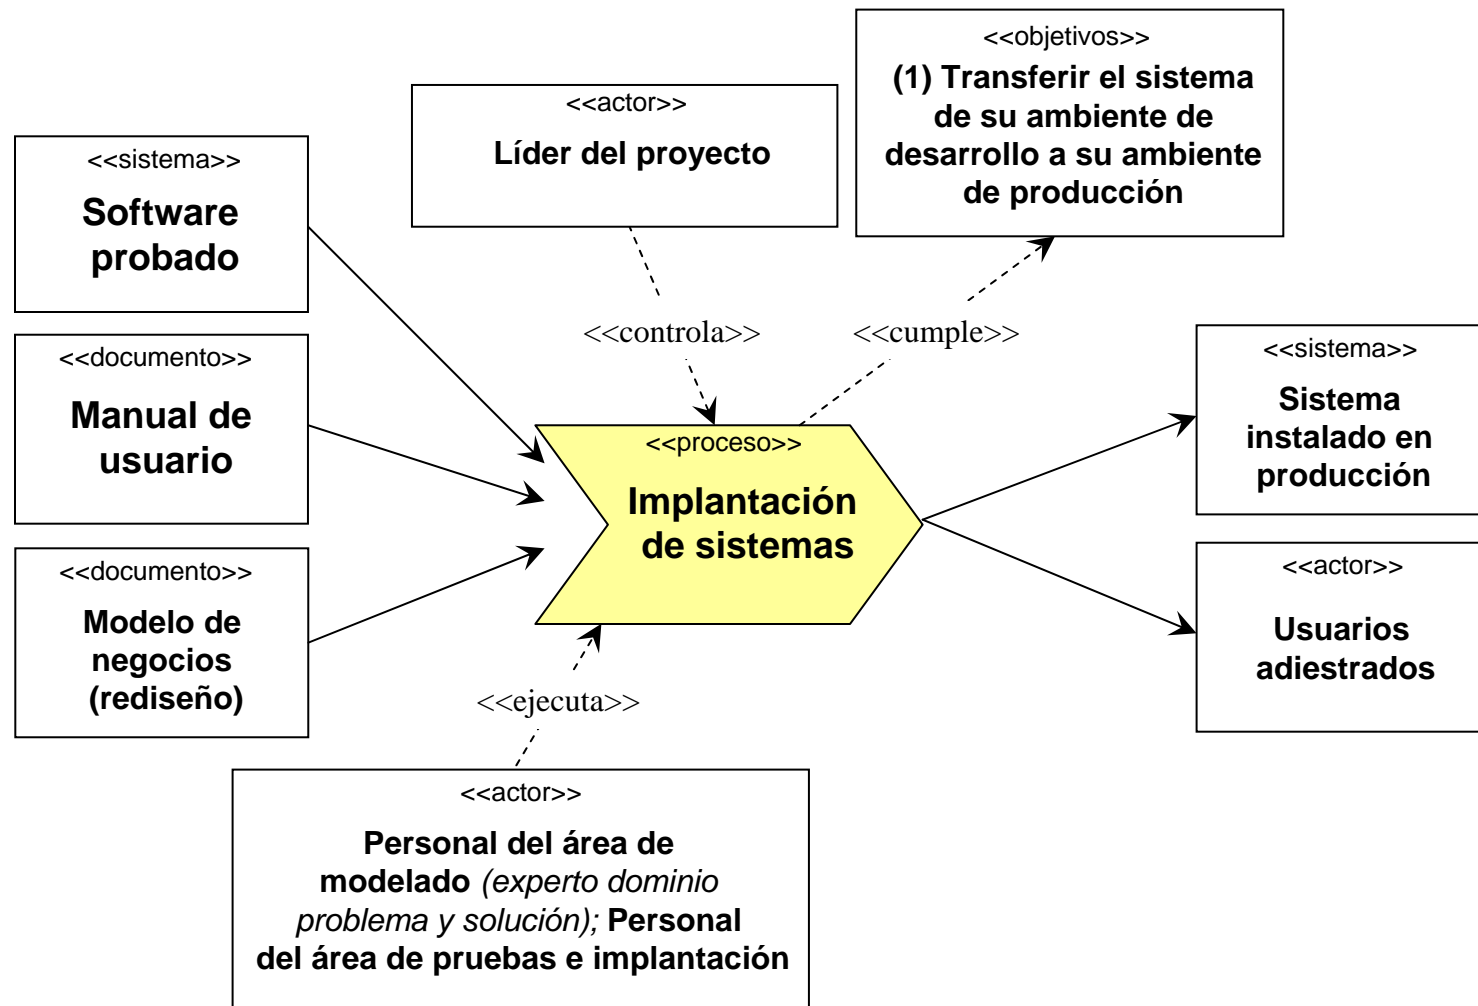 <<objetivos>>
(1) Transferir el sistema
de su ambiente de
desarrollo a su ambiente
de producción
<<actor>>
Líder del proyecto
<<sistema>>
Software
probado
<<controla>>
<<cumple>>
<<documento>>
Manual de
usuario
<<sistema>>
Sistema
instalado en
producción
<<proceso>>
Implantación
de sistemas
<<documento>>
Modelo de
negocios
(rediseño)
<<actor>>
Usuarios
adiestrados
<<ejecuta>>
<<actor>>
Personal del área de
modelado (experto dominio
problema y solución); Personal
del área de pruebas e implantación